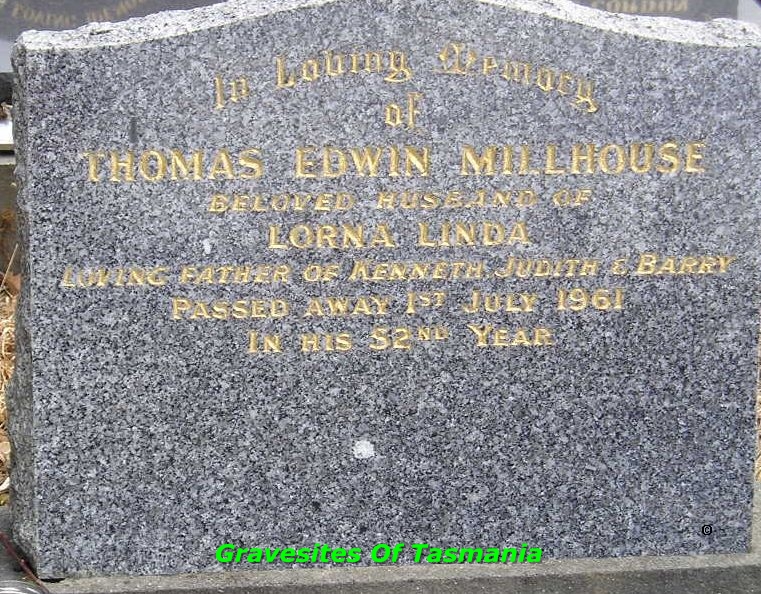 In Loving Memory
of
THOMAS EDWIN MILLHOUSE
BELOVED HUSBAND OF
LORNA LINDA
LOVING FATHER OF KENNETH, JUDITH & BARRY
PASSED AWAY 1ST JULY 1961
IN HIS 52ND YEAR
©
Gravesites Of Tasmania